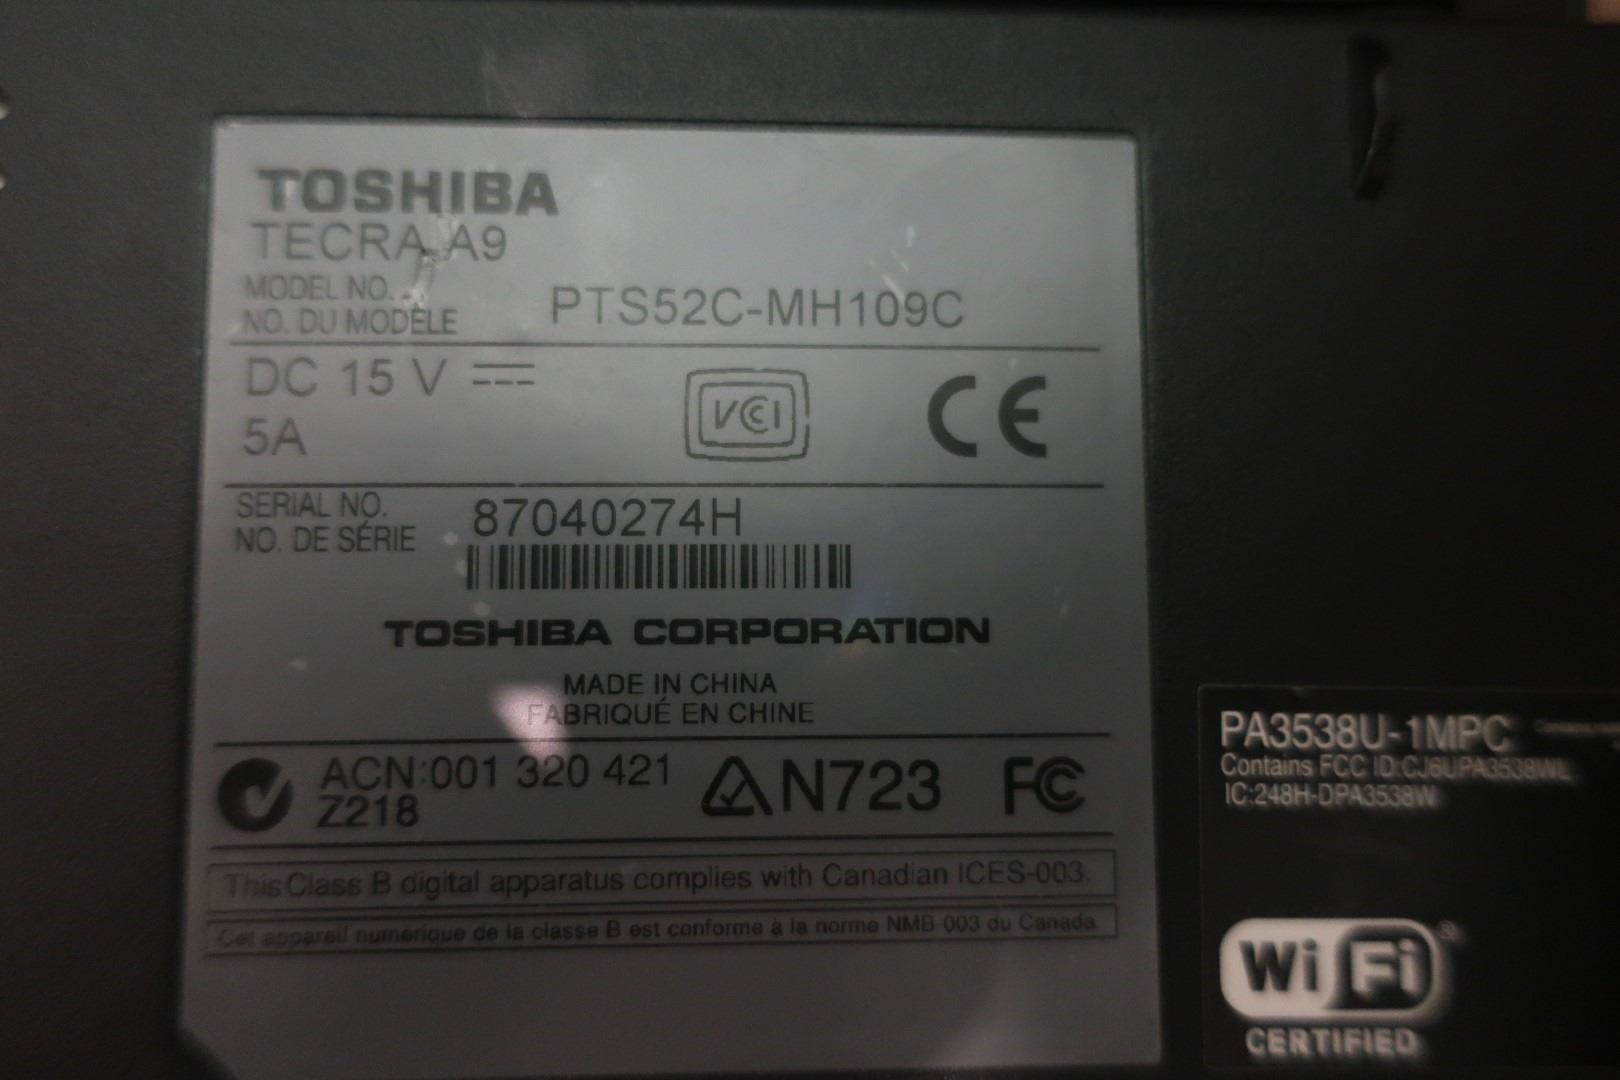 TOSHIBA
TECRA A9
MODEL NO.
NO. DU MODÈLE
PTS52C-MH109C
DC 15 V
5A
VCCI
CE
SERIAL NO.
NO. DE SÉRIE
87040274H
TOSHIBA CORPORATION
MADE IN CHINA
FABRIQUÉ EN CHINE
ACN:001 320 421
Z218
N723
FC
This Class B digital apparatus complies with Canadian ICES-003.
Cet appareil numérique de la classe B est conforme à la norme NMB-003 du Canada.
PA3538U-1MPC
Contains FCC ID:CJ6UPA3538WL
IC:248H-DPA3538W
Wi Fi ®
CERTIFIED